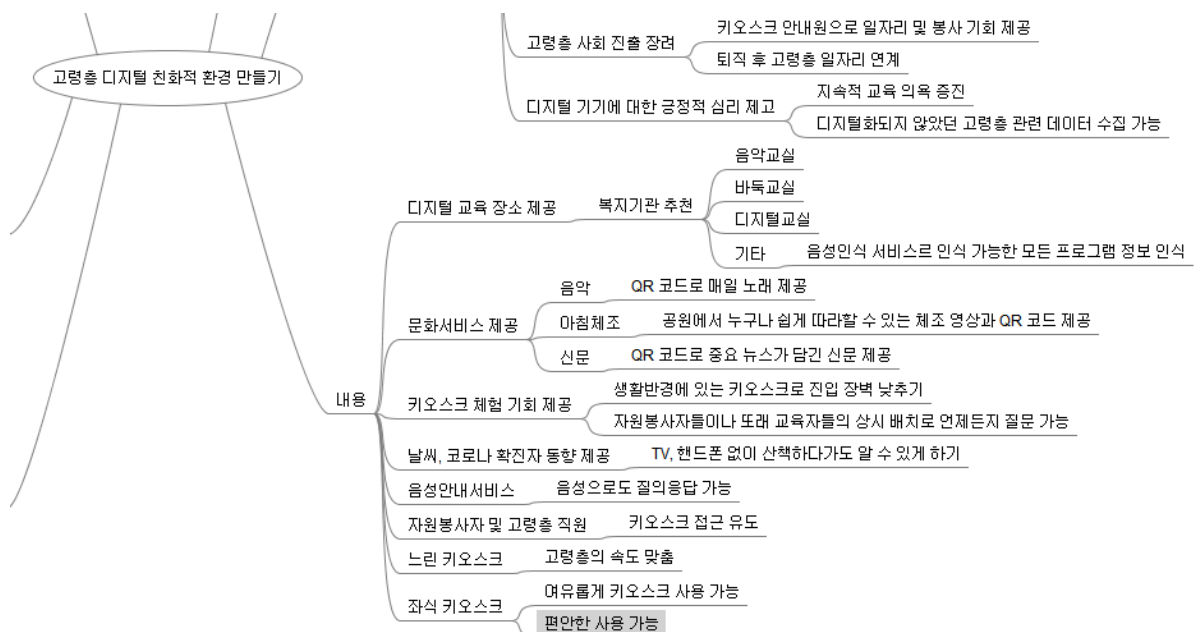 고령층 디지털 친화적 환경 만들기
고령층 사회 진출 장려
키오스크 안내원으로 일자리 및 봉사 기회 제공
퇴직 후 고령층 일자리 연계
디지털 기기에 대한 긍정적 심리 제고
지속적 교육 의욕 증진
디지털화되지 않았던 고령층 관련 데이터 수집 가능
내용
디지털 교육 장소 제공
복지기관 추천
음악교실
바둑교실
디지털교실
기타
음성인식 서비스르 인식 가능한 모든 프로그램 정보 인식
문화서비스 제공
음악
QR 코드로 매일 노래 제공
아침체조
공원에서 누구나 쉽게 따라할 수 있는 체조 영상과 QR 코드 제공
신문
QR 코드로 중요 뉴스가 담긴 신문 제공
키오스크 체험 기회 제공
생활반경에 있는 키오스크로 진입 장벽 낮추기
자원봉사자들이나 또래 교육자들의 상시 배치로 언제든지 질문 가능
날씨, 코로나 확진자 동향 제공
TV, 핸드폰 없이 산책하다가도 알 수 있게 하기
음성안내서비스
음성으로도 질의응답 가능
자원봉사자 및 고령층 직원
키오스크 접근 유도
느린 키오스크
고령층의 속도 맞춤
좌식 키오스크
여유롭게 키오스크 사용 가능
편안한 사용 가능